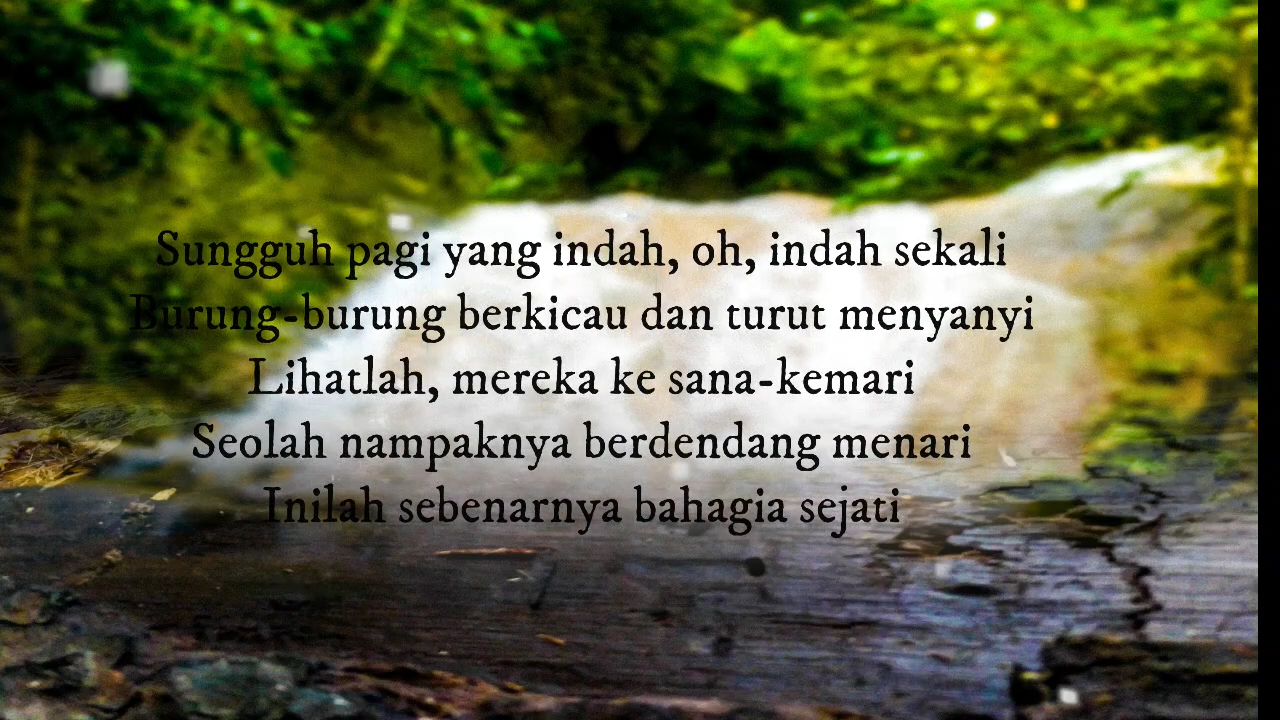 Sungguh pagi yang indah, oh, indah sekali
Burung-burung berkicau dan turut menyanyi
Lihatlah, mereka ke sana-kemari
Seolah nampaknya berdendang menari
Inilah sebenarnya bahagia sejati